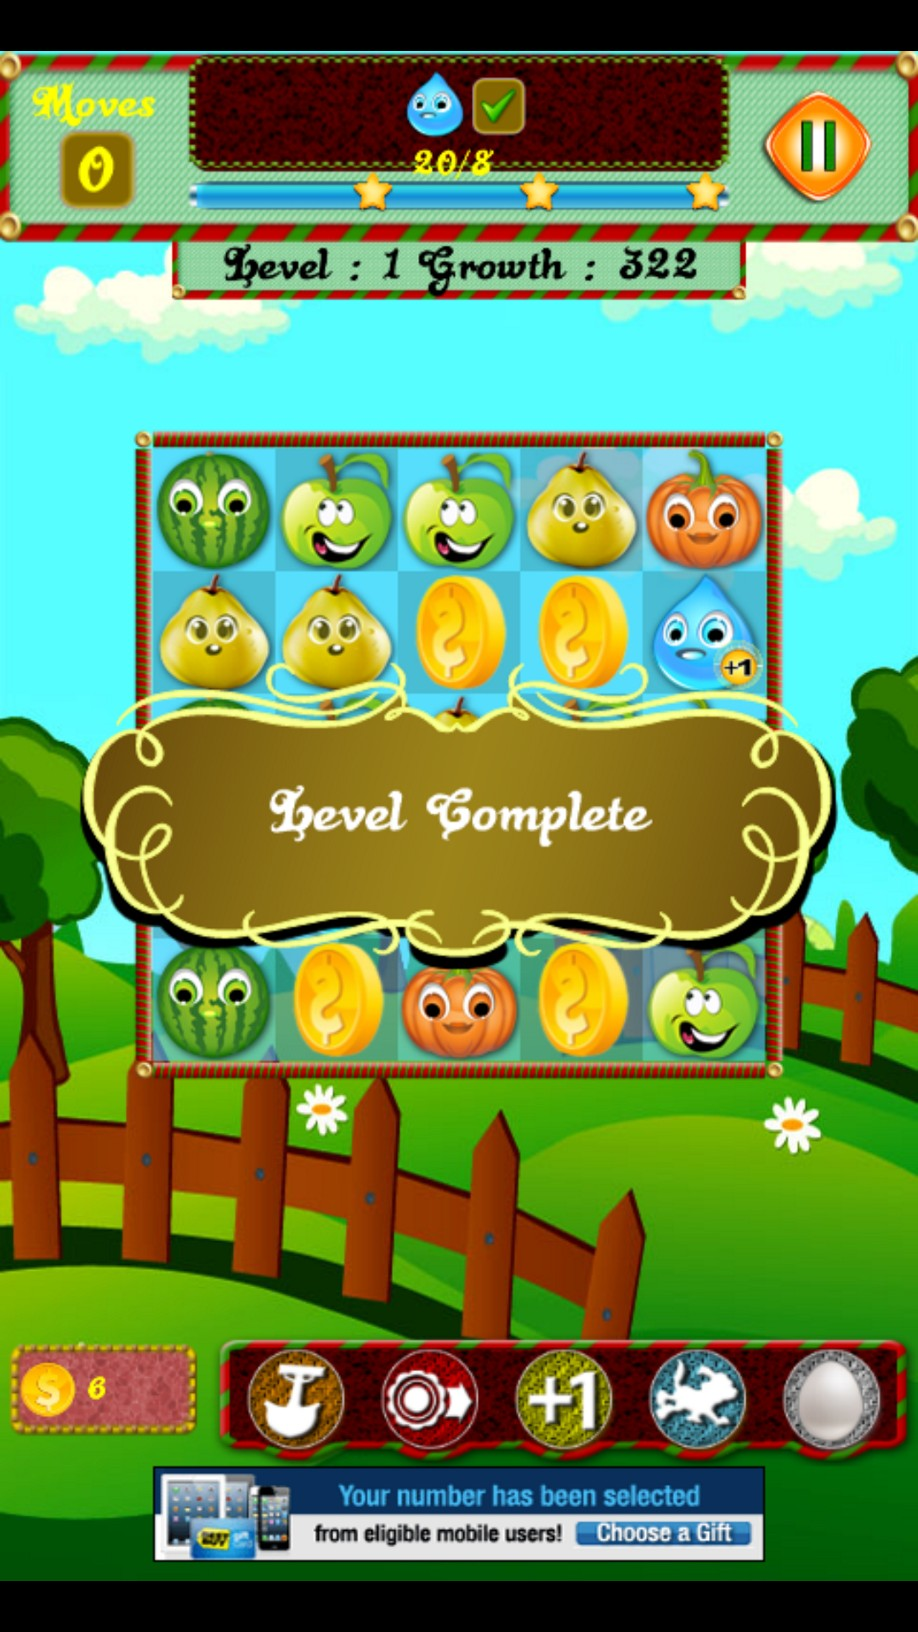 Moves
0
20/8
Level : 1 Growth : 322
+1
Level Complete
6
+1
Your number has been selected
from eligible mobile users! Choose a Gift